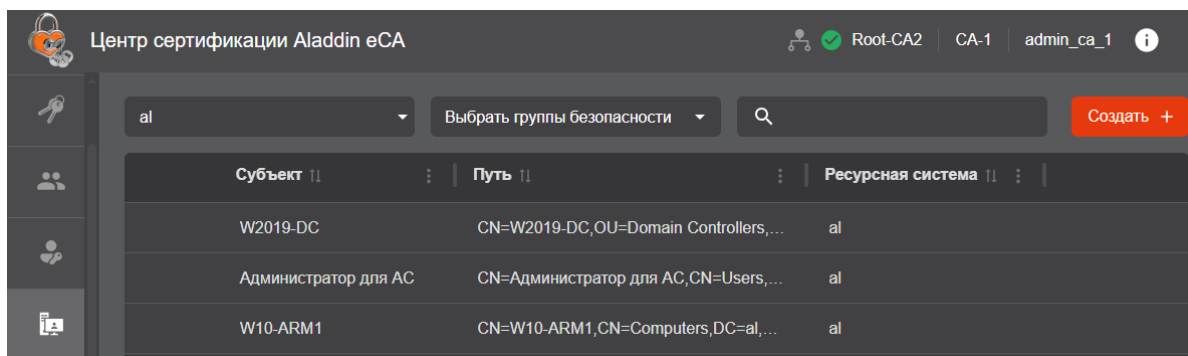 Центр сертификации Aladdin eCA Root-CA2 CA-1 admin_ca_1
al Выбрать группы безопасности Создать +
Субъект Путь Ресурсная система
W2019-DC CN=W2019-DC,OU=Domain Controllers,... al
Администратор для АС CN=Администратор для АС,CN=Users,... al
W10-ARM1 CN=W10-ARM1,CN=Computers,DC=al,... al